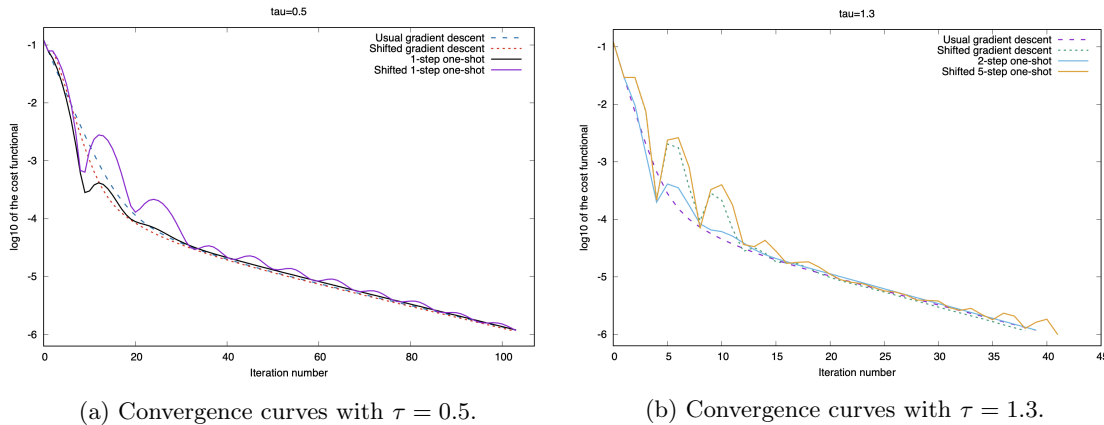 tau=0.5
Usual gradient descent
Shifted gradient descent
1-step one-shot
Shifted 1-step one-shot
log10 of the cost functional
-1
-2
-3
-4
-5
-6
0 20 40 60 80 100
Iteration number
(a) Convergence curves with τ = 0.5.
tau=1.3
Usual gradient descent
Shifted gradient descent
2-step one-shot
Shifted 5-step one-shot
log10 of the cost functional
-1
-2
-3
-4
-5
-6
0 5 10 15 20 25 30 35 40 45
Iteration number
(b) Convergence curves with τ = 1.3.